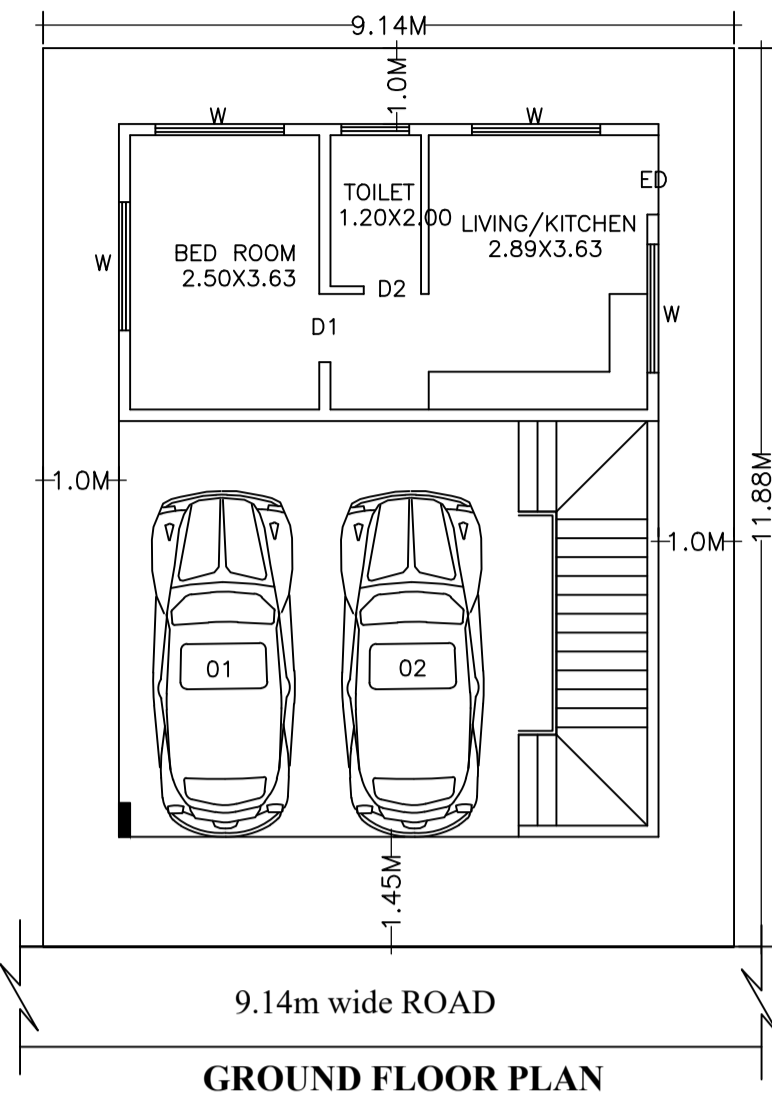 9.14M
1.0M
W
W
ED
TOILET
1.20X2.00
LIVING/KITCHEN
2.89X3.63
BED ROOM
2.50X3.63
W
D2
W
D1
1.0M
11.88M
1.0M
01
02
1.45M
9.14m wide ROAD
GROUND FLOOR PLAN